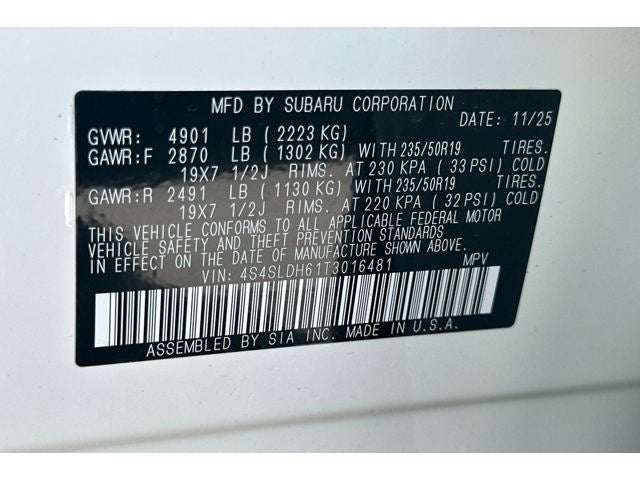 MFD BY SUBARU CORPORATION DATE: 11/25
GVWR: 4901 LB (2223 KG)
GAWR:F 2870 LB (1302 KG) WITH 235/50R19 TIRES.
19X7 1/2J RIMS. AT 230 KPA (33 PSI) COLD
GAWR:R 2491 LB (1130 KG) WITH 235/50R19 TIRES.
19X7 1/2J RIMS. AT 220 KPA (32 PSI) COLD
THIS VEHICLE CONFORMS TO ALL APPLICABLE FEDERAL MOTOR
VEHICLE SAFETY AND THEFT PREVENTION STANDARDS
IN EFFECT ON THE DATE OF MANUFACTURE SHOWN ABOVE.
VIN: 4S4SLDH61T3016481 MPV
ASSEMBLED BY SIA INC. MADE IN U.S.A.